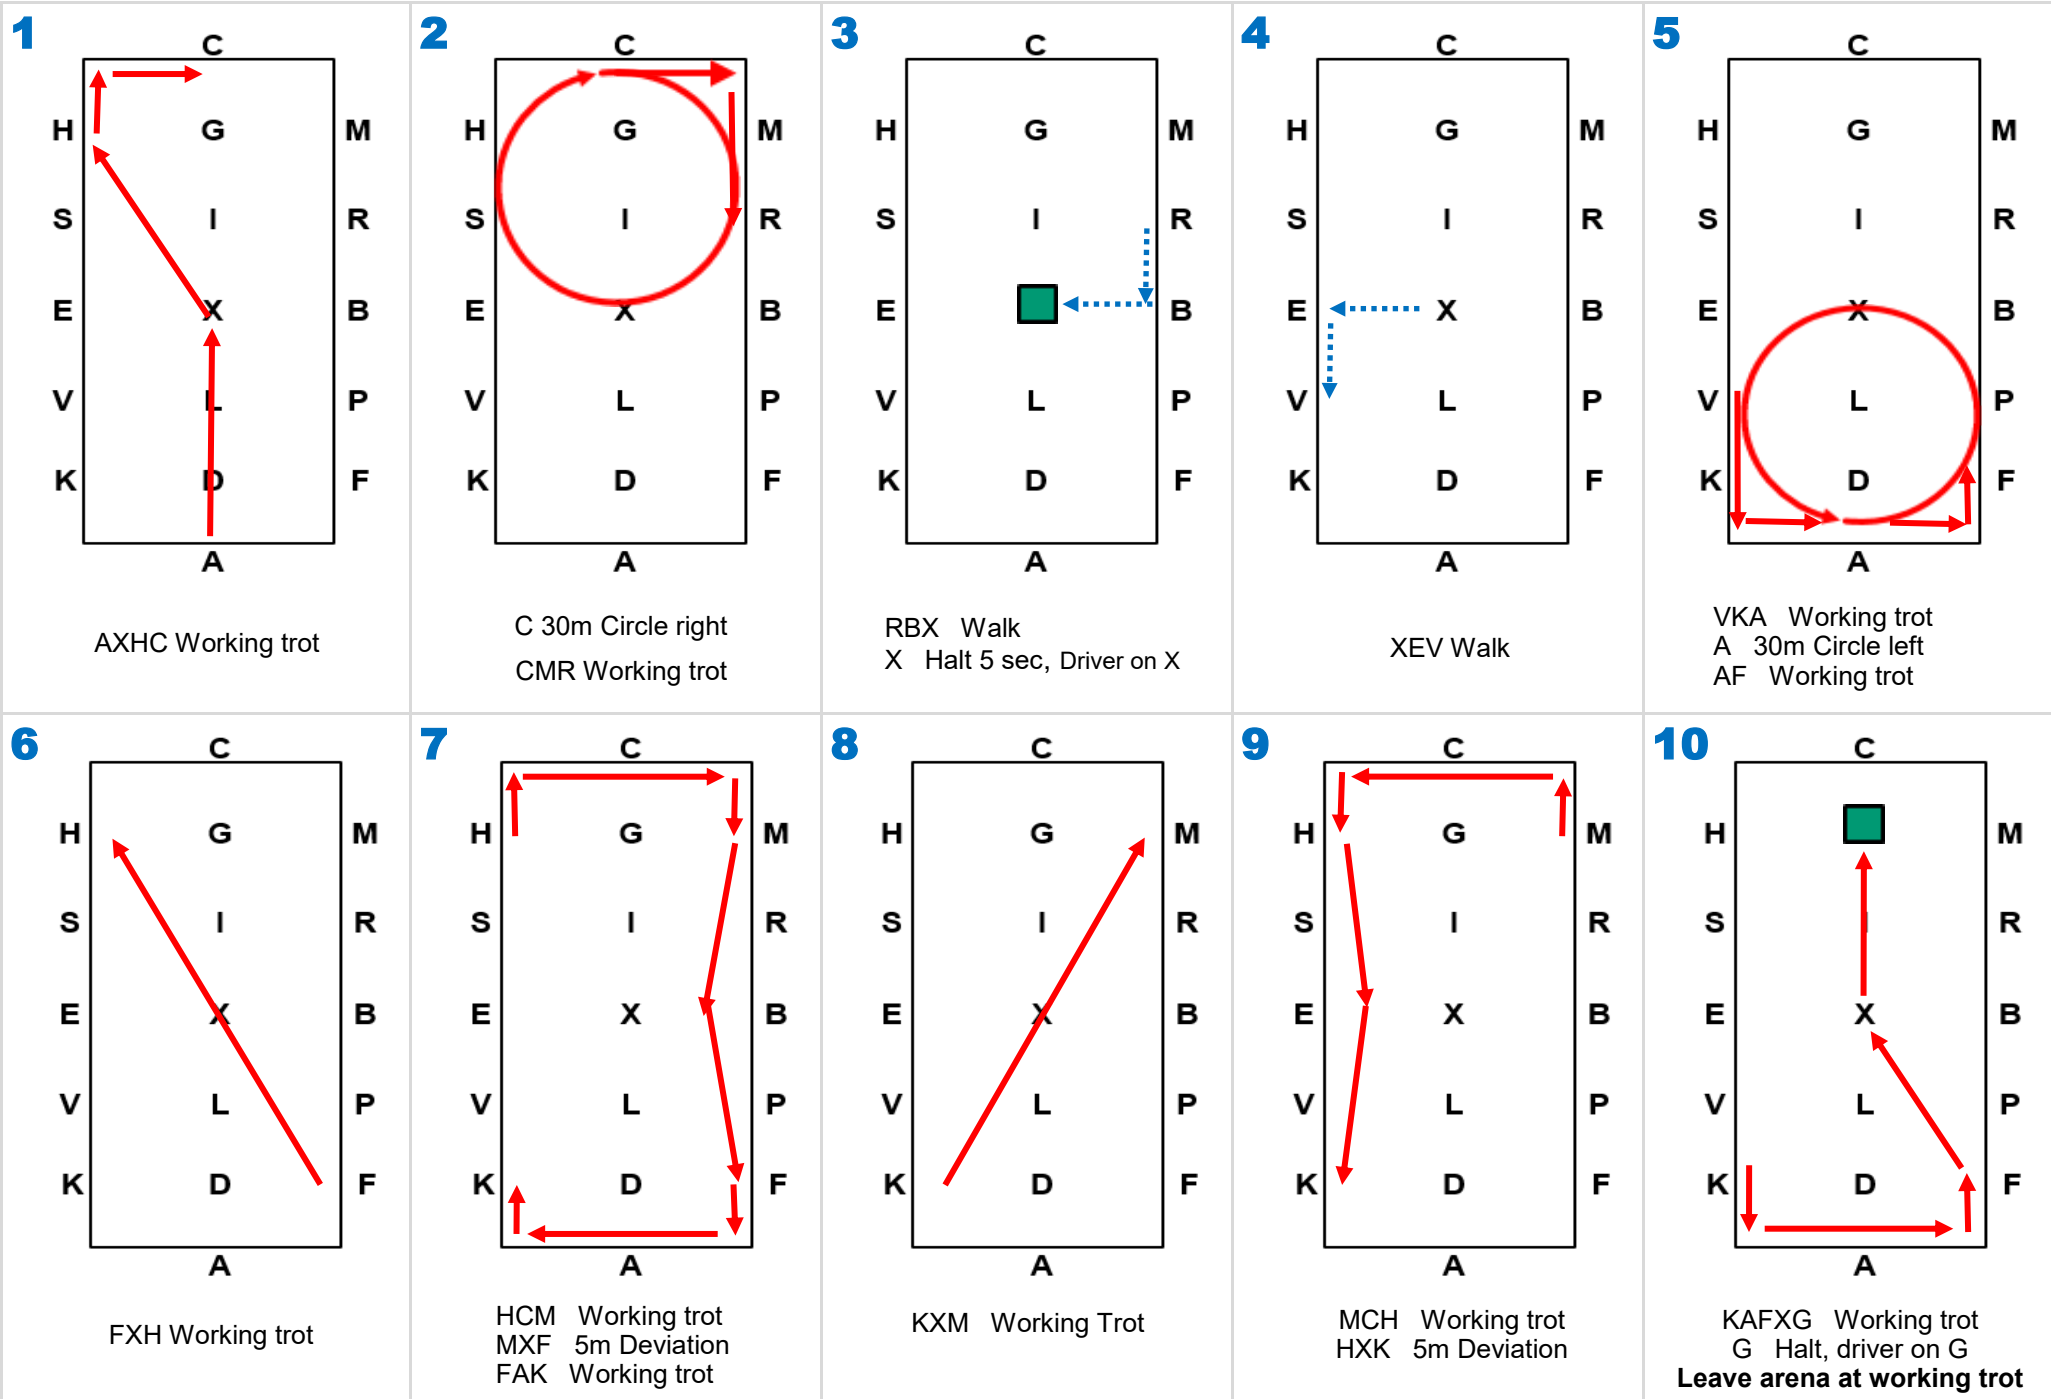 1
C
H G M
S I R
E X B
V L P
K D F
A
AXHC Working trot
2
C
H G M
S I R
E X B
V L P
K D F
A
C 30m Circle right
CMR Working trot
3
C
H G M
S I R
E B
V L P
K D F
A
RBX Walk
X Halt 5 sec, Driver on X
4
C
H G M
S I R
E X B
V L P
K D F
A
XEV Walk
5
C
H G M
S I R
E X B
V L P
K D F
A
VKA Working trot
A 30m Circle left
AF Working trot
6
C
H G M
S I R
E X B
V L P
K D F
A
FXH Working trot
7
C
H G M
S I R
E X B
V L P
K D F
A
HCM Working trot
MXF 5m Deviation
FAK Working trot
8
C
H G M
S I R
E X B
V L P
K D F
A
KXM Working Trot
9
C
H G M
S I R
E X B
V L P
K D F
A
MCH Working trot
HXK 5m Deviation
10
C
H M
S I R
E X B
V L P
K D F
A
KAFXG Working trot
G Halt, driver on G
Leave arena at working trot